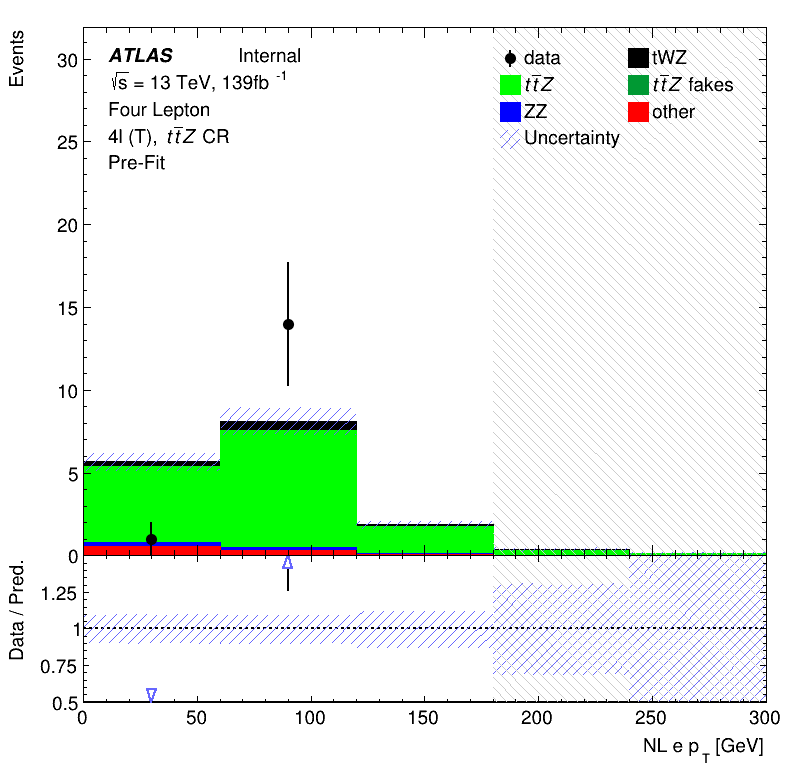 Events
30
25
20
15
10
5
0
ATLAS Internal
√s = 13 TeV, 139fb⁻¹
Four Lepton
4l (T), tt̄Z CR
Pre-Fit
data
tt̄Z
ZZ
Uncertainty
tWZ
tt̄Z fakes
other
Data / Pred.
1.25
1
0.75
0.5
0 50 100 150 200 250 300
NL e p_T [GeV]